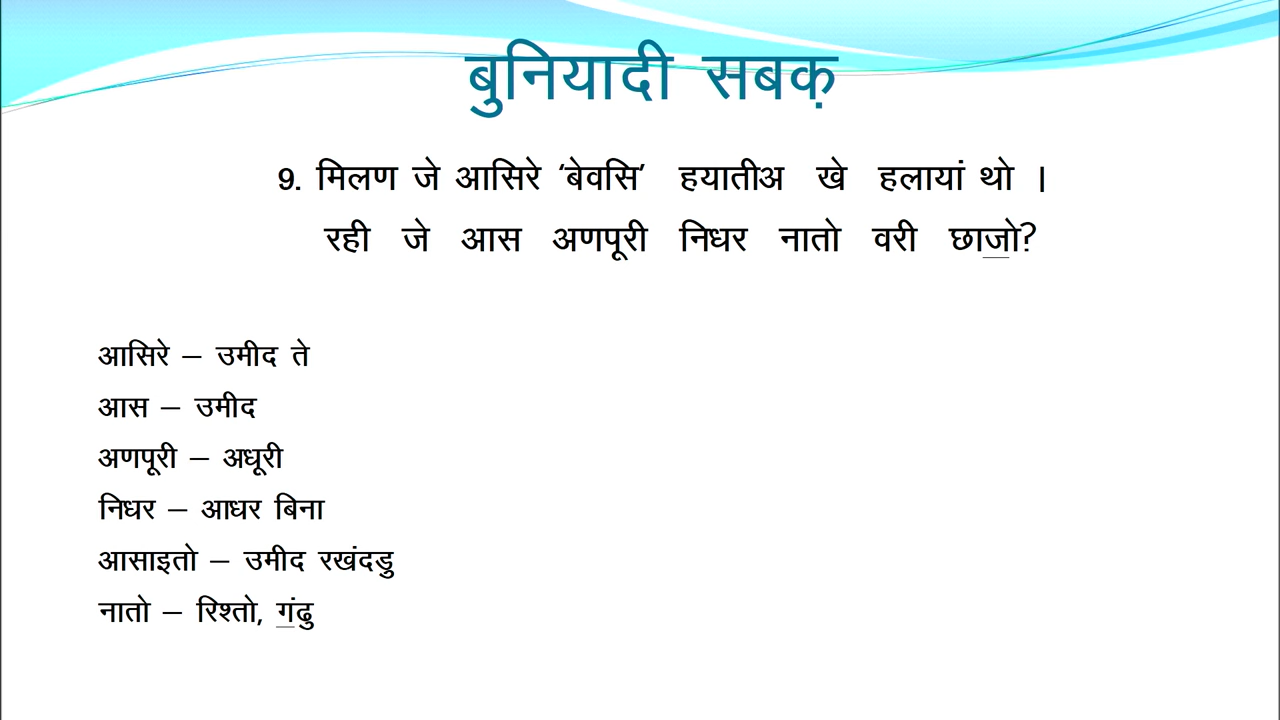 बुनियादी सबक़
9. मिलण जे आसिरे ‘बेवसि’ हयातीअ खे हलायां थो ।
रही जे आस अणपूरी निधर नातो वरी छाजो॒?
आसिरे – उमीद ते
आस – उमीद
अणपूरी – अधूरी
निधर – आधर बिना
आसाइतो – उमीद रखंदडु
नातो – रिश्तो, गं॒ढु